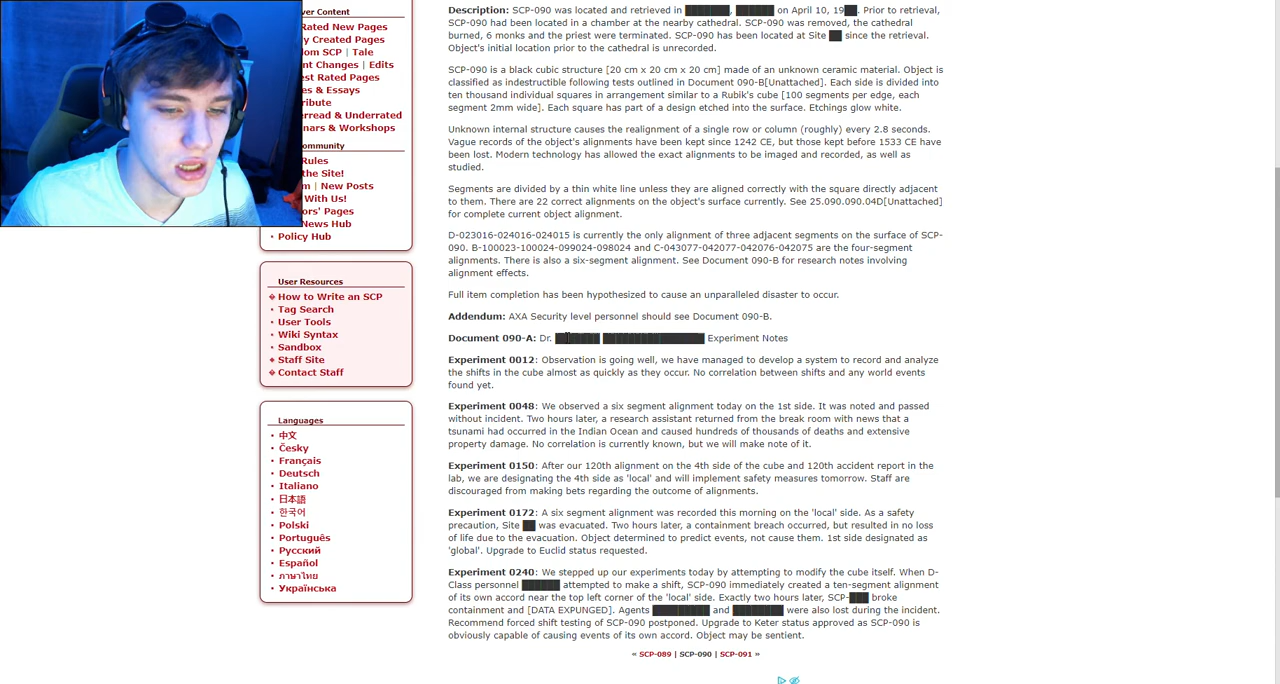 ver Content
Rated New Pages
y Created Pages
om SCP | Tale
nt Changes | Edits
est Rated Pages
es & Essays
ribute
erread & Underrated
nars & Workshops
ommunity
Rules
the Site!
m | New Posts
With Us!
ors' Pages
News Hub
Policy Hub
User Resources
How to Write an SCP
Tag Search
User Tools
Wiki Syntax
Sandbox
Staff Site
Contact Staff
Languages
中文
Česky
Français
Deutsch
Italiano
日本語
한국어
Polski
Português
Русский
Español
ภาษาไทย
Українська
Description: SCP-090 was located and retrieved in ███████, ██████ on April 10, 19██. Prior to retrieval,
SCP-090 had been located in a chamber at the nearby cathedral. SCP-090 was removed, the cathedral
burned, 6 monks and the priest were terminated. SCP-090 has been located at Site ██ since the retrieval.
Object's initial location prior to the cathedral is unrecorded.
SCP-090 is a black cubic structure [20 cm x 20 cm x 20 cm] made of an unknown ceramic material. Object is
classified as indestructible following tests outlined in Document 090-B[Unattached]. Each side is divided into
ten thousand individual squares in arrangement similar to a Rubik's cube [100 segments per edge, each
segment 2mm wide]. Each square has part of a design etched into the surface. Etchings glow white.
Unknown internal structure causes the realignment of a single row or column (roughly) every 2.8 seconds.
Vague records of the object's alignments have been kept since 1242 CE, but those kept before 1533 CE have
been lost. Modern technology has allowed the exact alignments to be imaged and recorded, as well as
studied.
Segments are divided by a thin white line unless they are aligned correctly with the square directly adjacent
to them. There are 22 correct alignments on the object's surface currently. See 25.090.090.04D[Unattached]
for complete current object alignment.
D-023016-024016-024015 is currently the only alignment of three adjacent segments on the surface of SCP-
090. B-100023-100024-099024-098024 and C-043077-042077-042076-042075 are the four-segment
alignments. There is also a six-segment alignment. See Document 090-B for research notes involving
alignment effects.
Full item completion has been hypothesized to cause an unparalleled disaster to occur.
Addendum: AXA Security level personnel should see Document 090-B.
Document 090-A: Dr. ███████ ████████████████ Experiment Notes
Experiment 0012: Observation is going well, we have managed to develop a system to record and analyze
the shifts in the cube almost as quickly as they occur. No correlation between shifts and any world events
found yet.
Experiment 0048: We observed a six segment alignment today on the 1st side. It was noted and passed
without incident. Two hours later, a research assistant returned from the break room with news that a
tsunami had occurred in the Indian Ocean and caused hundreds of thousands of deaths and extensive
property damage. No correlation is currently known, but we will make note of it.
Experiment 0150: After our 120th alignment on the 4th side of the cube and 120th accident report in the
lab, we are designating the 4th side as 'local' and will implement safety measures tomorrow. Staff are
discouraged from making bets regarding the outcome of alignments.
Experiment 0172: A six segment alignment was recorded this morning on the 'local' side. As a safety
precaution, Site ██ was evacuated. Two hours later, a containment breach occurred, but resulted in no loss
of life due to the evacuation. Object determined to predict events, not cause them. 1st side designated as
'global'. Upgrade to Euclid status requested.
Experiment 0240: We stepped up our experiments today by attempting to modify the cube itself. When D-
Class personnel ██████ attempted to make a shift, SCP-090 immediately created a ten-segment alignment
of its own accord near the top left corner of the 'local' side. Exactly two hours later, SCP-███ broke
containment and [DATA EXPUNGED]. Agents █████████ and ████████ were also lost during the incident.
Recommend forced shift testing of SCP-090 postponed. Upgrade to Keter status approved as SCP-090 is
obviously capable of causing events of its own accord. Object may be sentient.
« SCP-089 | SCP-090 | SCP-091 »